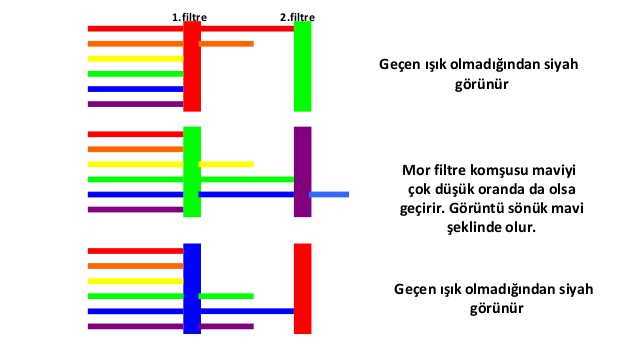 1.filtre 2.filtre
Geçen ışık olmadığından siyah
görünür
Mor filtre komşusu maviyi
çok düşük oranda da olsa
geçirir. Görüntü sönük mavi
şeklinde olur.
Geçen ışık olmadığından siyah
görünür